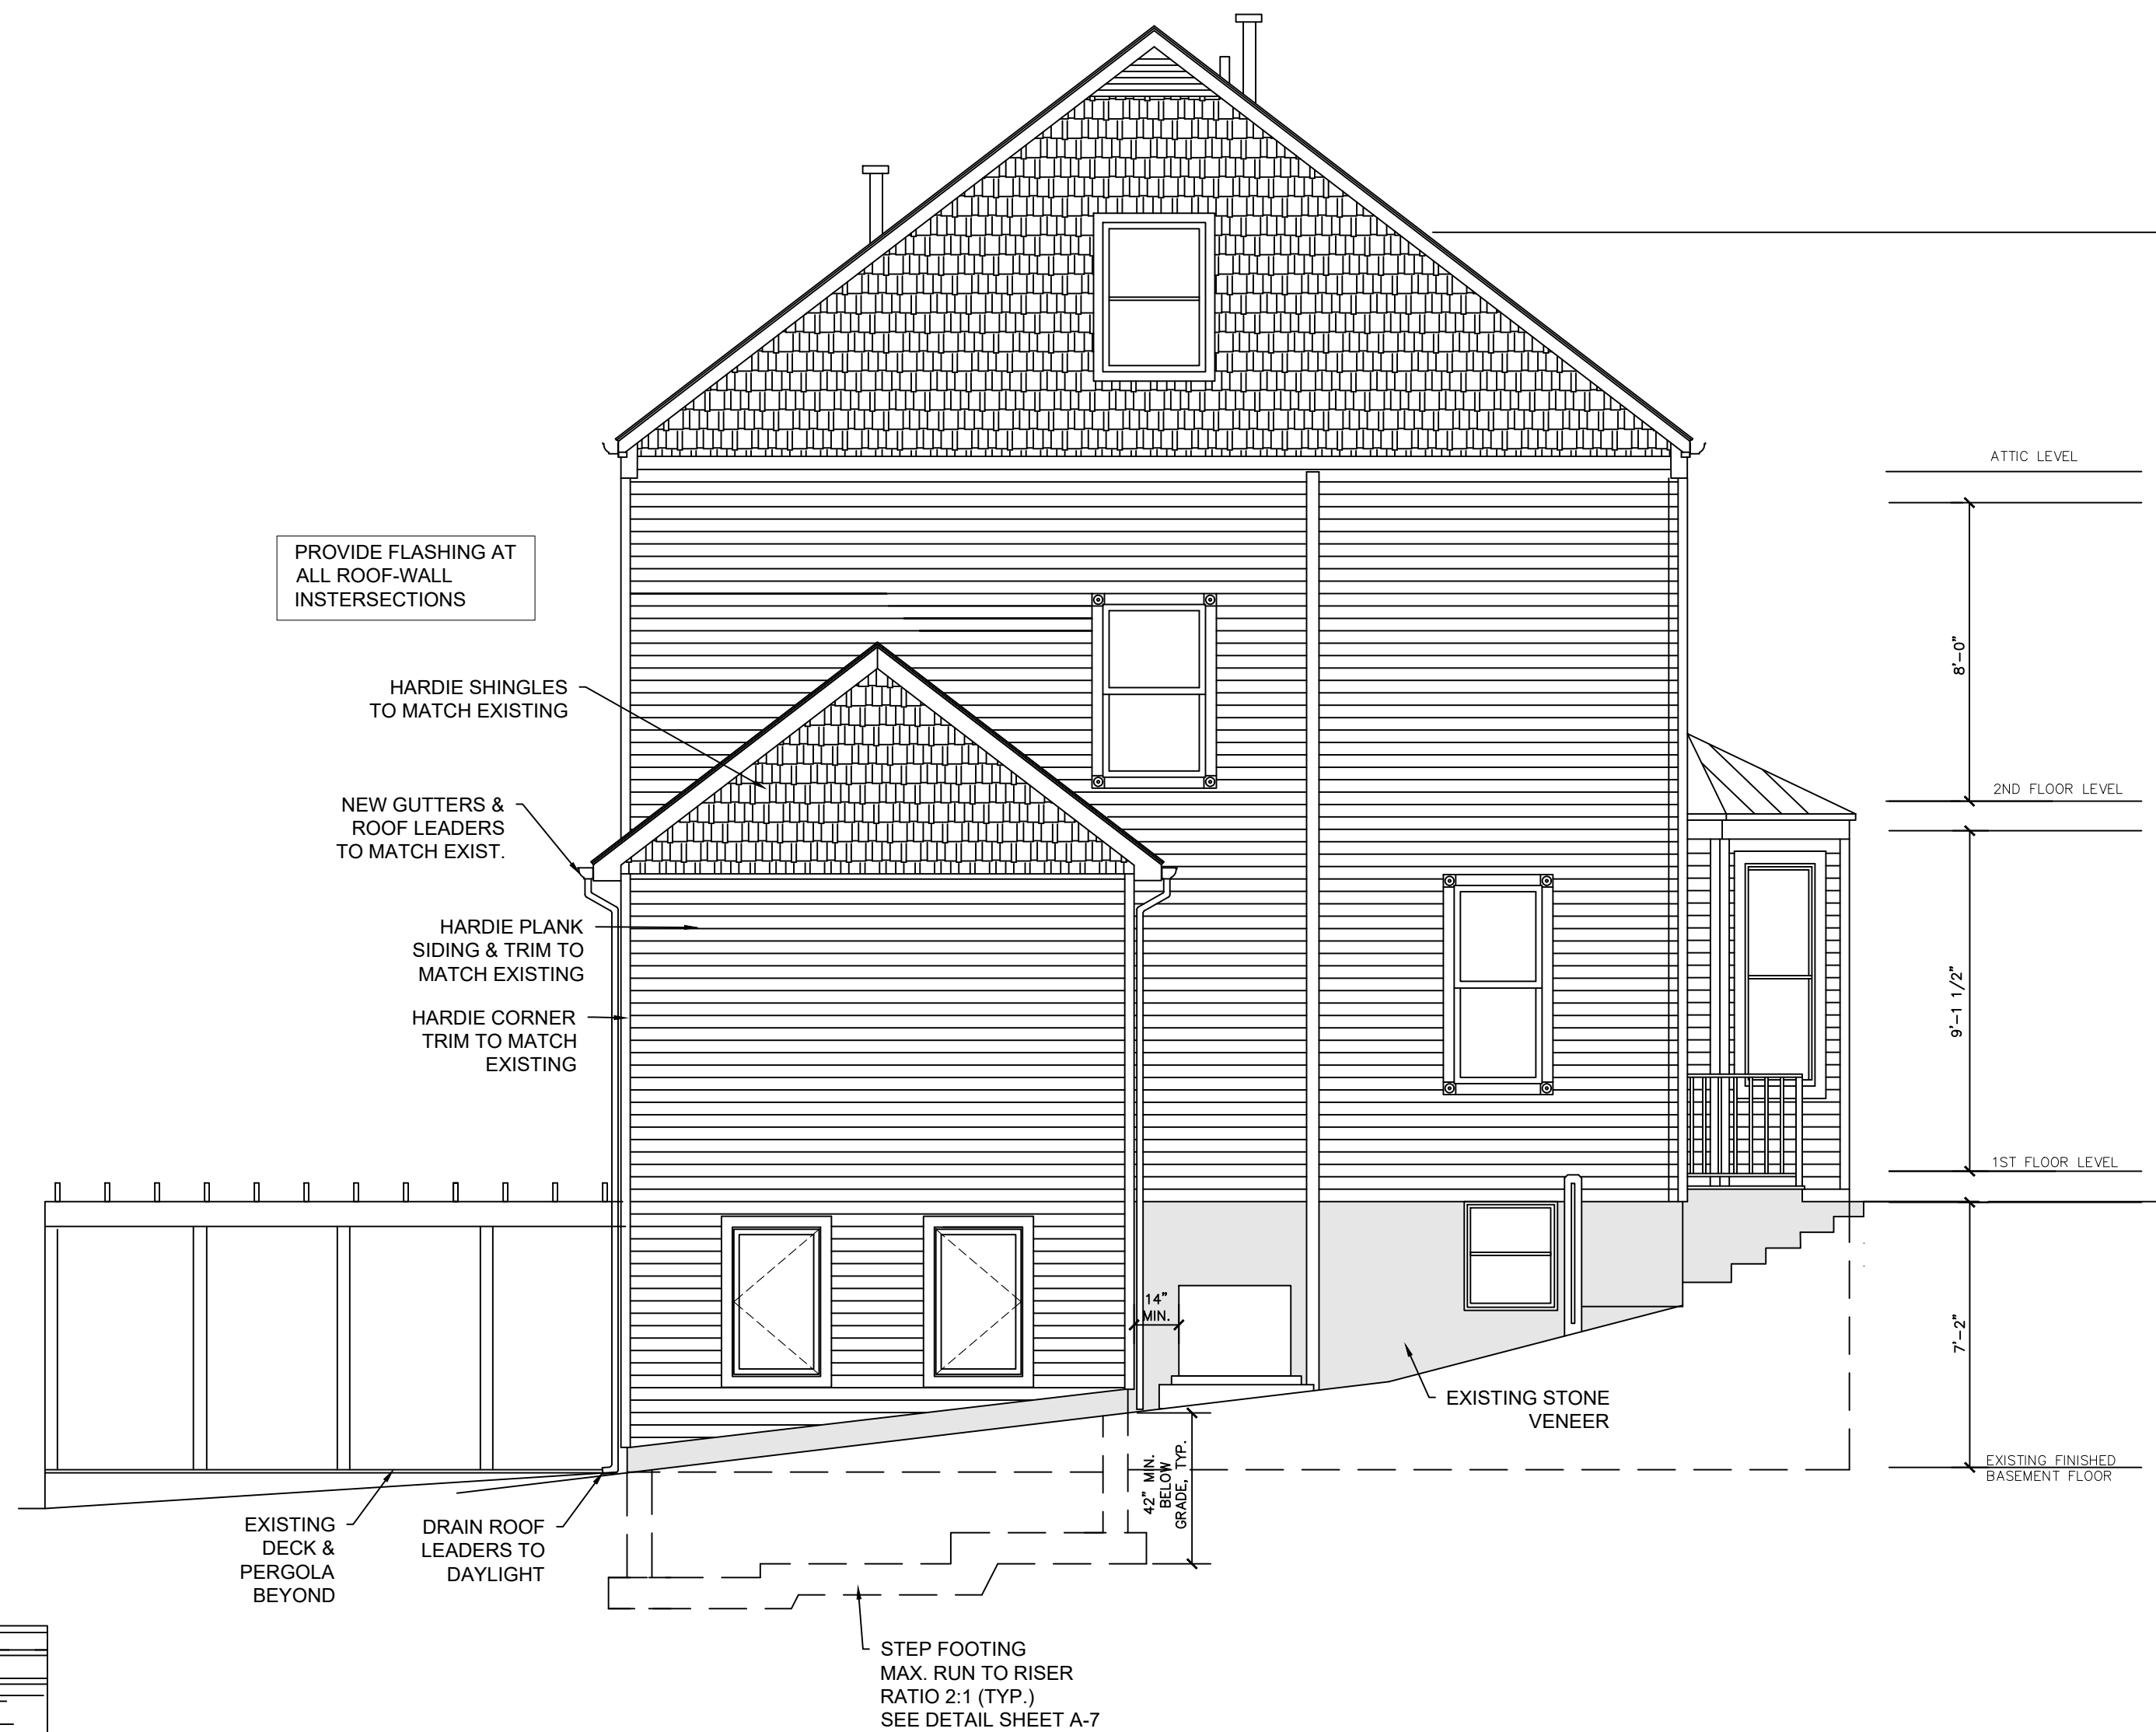 ATTIC LEVEL
PROVIDE FLASHING AT
ALL ROOF-WALL
INSTERSECTIONS
8'-0"
HARDIE SHINGLES
TO MATCH EXISTING
2ND FLOOR LEVEL
NEW GUTTERS &
ROOF LEADERS
TO MATCH EXIST.
HARDIE PLANK
SIDING & TRIM TO
MATCH EXISTING
9'-1 1/2"
HARDIE CORNER
TRIM TO MATCH
EXISTING
1ST FLOOR LEVEL
14"
MIN.
7'-2"
EXISTING STONE
VENEER
42" MIN.
BELOW
GRADE, TYP.
EXISTING FINISHED
BASEMENT FLOOR
EXISTING
DECK &
PERGOLA
BEYOND
DRAIN ROOF
LEADERS TO
DAYLIGHT
STEP FOOTING
MAX. RUN TO RISER
RATIO 2:1 (TYP.)
SEE DETAIL SHEET A-7